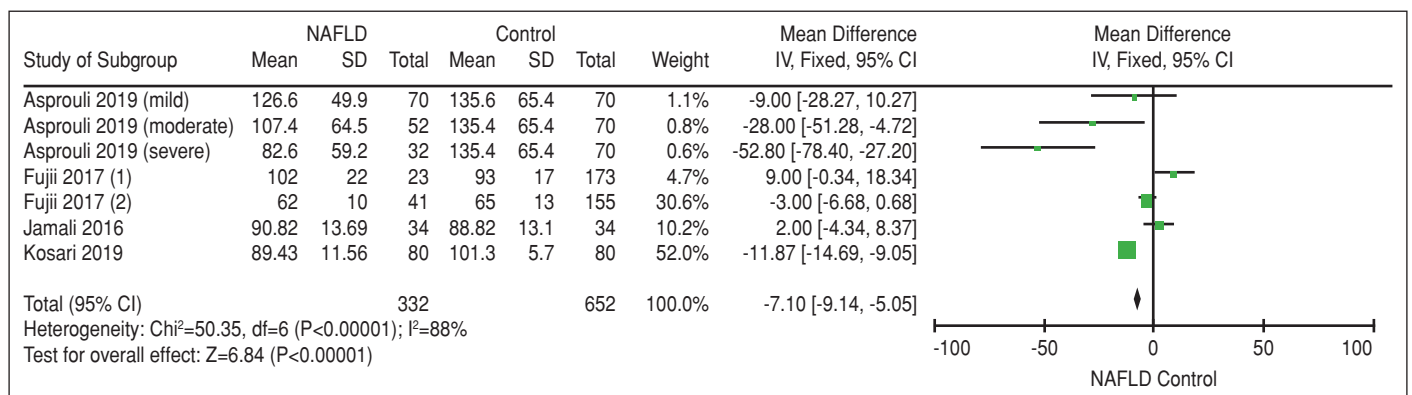 NAFLD Control Mean Difference Mean Difference
Study of Subgroup Mean SD Total Mean SD Total Weight IV, Fixed, 95% CI IV, Fixed, 95% CI
Asprouli 2019 (mild) 126.6 49.9 70 135.6 65.4 70 1.1% -9.00 [-28.27, 10.27]
Asprouli 2019 (moderate) 107.4 64.5 52 135.4 65.4 70 0.8% -28.00 [-51.28, -4.72]
Asprouli 2019 (severe) 82.6 59.2 32 135.4 65.4 70 0.6% -52.80 [-78.40, -27.20]
Fujii 2017 (1) 102 22 23 93 17 173 4.7% 9.00 [-0.34, 18.34]
Fujii 2017 (2) 62 10 41 65 13 155 30.6% -3.00 [-6.68, 0.68]
Jamali 2016 90.82 13.69 34 88.82 13.1 34 10.2% 2.00 [-4.34, 8.37]
Kosari 2019 89.43 11.56 80 101.3 5.7 80 52.0% -11.87 [-14.69, -9.05]
Total (95% CI) 332 652 100.0% -7.10 [-9.14, -5.05]
Heterogeneity: Chi²=50.35, df=6 (P<0.00001); I²=88%
Test for overall effect: Z=6.84 (P<0.00001)
-100 -50 0 50 100
NAFLD Control